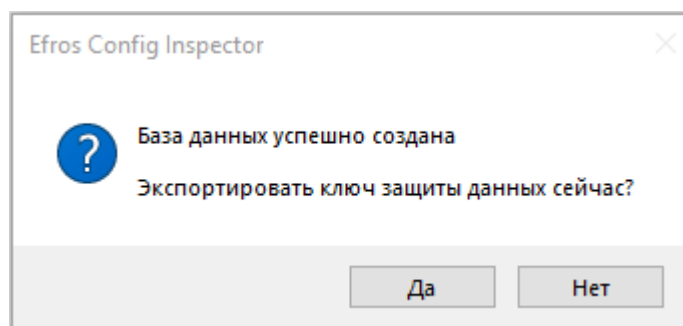 Efros Config Inspector
База данных успешно создана
Экспортировать ключ защиты данных сейчас?
Да
Нет